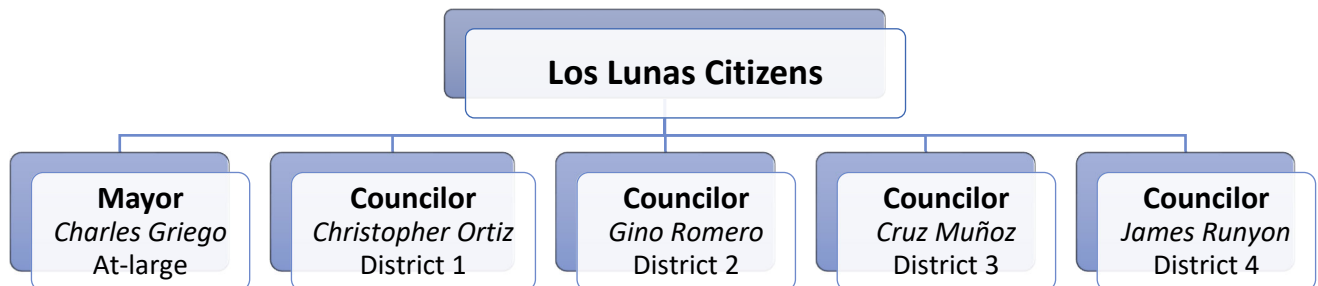 Los Lunas Citizens
Mayor
Charles Griego
At-large
Councilor
Christopher Ortiz
District 1
Councilor
Gino Romero
District 2
Councilor
Cruz Muñoz
District 3
Councilor
James Runyon
District 4